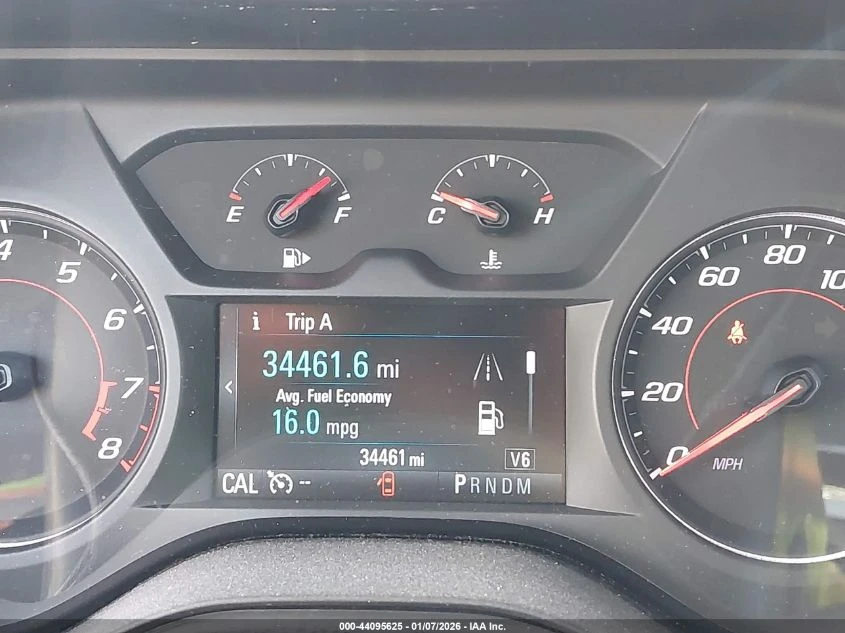 E F
C H
4
5
6
7
8
i Trip A
34461.6 mi
Avg. Fuel Economy
16.0 mpg
34461 mi V6
CAL -- PRNDM
0
20
40
60
80
10
MPH
000-44095625 - 01/07/2026 - IAA Inc.